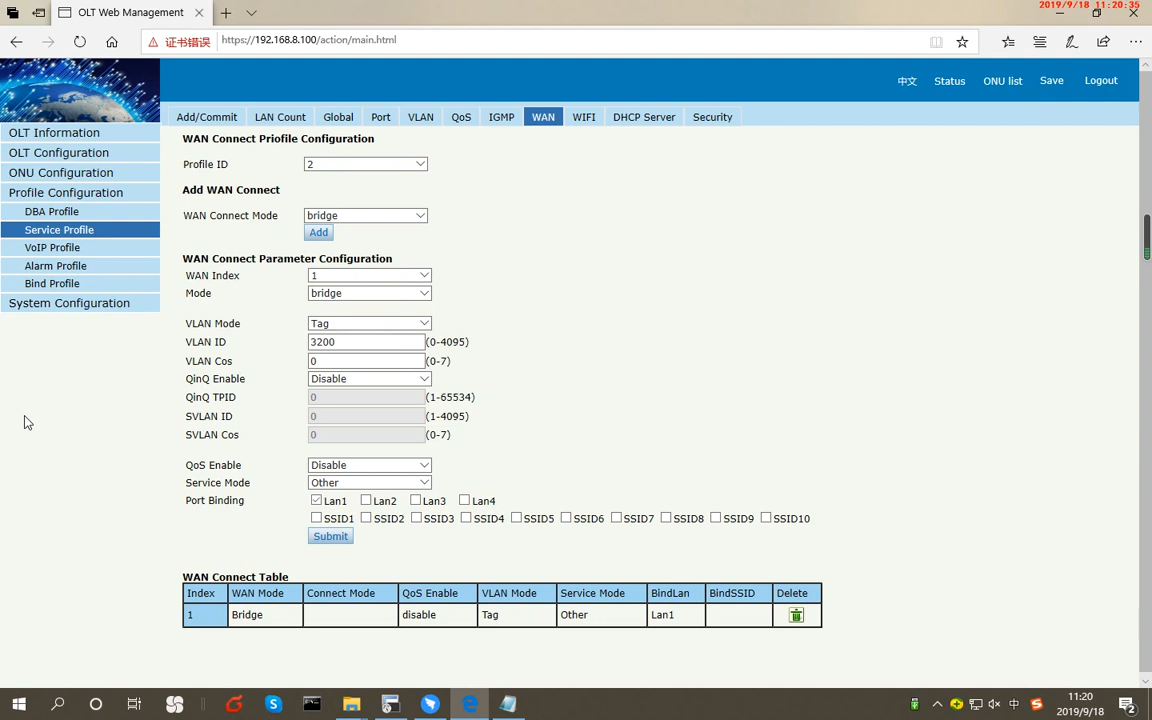 2019/9/18 11:20:35
OLT Web Management
证书错误
https://192.168.8.100/action/main.html
中文 Status ONU list Save Logout
OLT Information
OLT Configuration
ONU Configuration
Profile Configuration
DBA Profile
Service Profile
VoIP Profile
Alarm Profile
Bind Profile
System Configuration
Add/Commit LAN Count Global Port VLAN QoS IGMP WAN WIFI DHCP Server Security
WAN Connect Priofile Configuration
Profile ID 2
Add WAN Connect
WAN Connect Mode bridge
Add
WAN Connect Parameter Configuration
WAN Index 1
Mode bridge
VLAN Mode Tag
VLAN ID 3200 (0-4095)
VLAN Cos 0 (0-7)
QinQ Enable Disable
QinQ TPID 0 (1-65534)
SVLAN ID 0 (1-4095)
SVLAN Cos 0 (0-7)
QoS Enable Disable
Service Mode Other
Port Binding Lan1 Lan2 Lan3 Lan4
SSID1 SSID2 SSID3 SSID4 SSID5 SSID6 SSID7 SSID8 SSID9 SSID10
Submit
WAN Connect Table
Index WAN Mode Connect Mode QoS Enable VLAN Mode Service Mode BindLan BindSSID Delete
1 Bridge disable Tag Other Lan1
中
11:20
2019/9/18
2